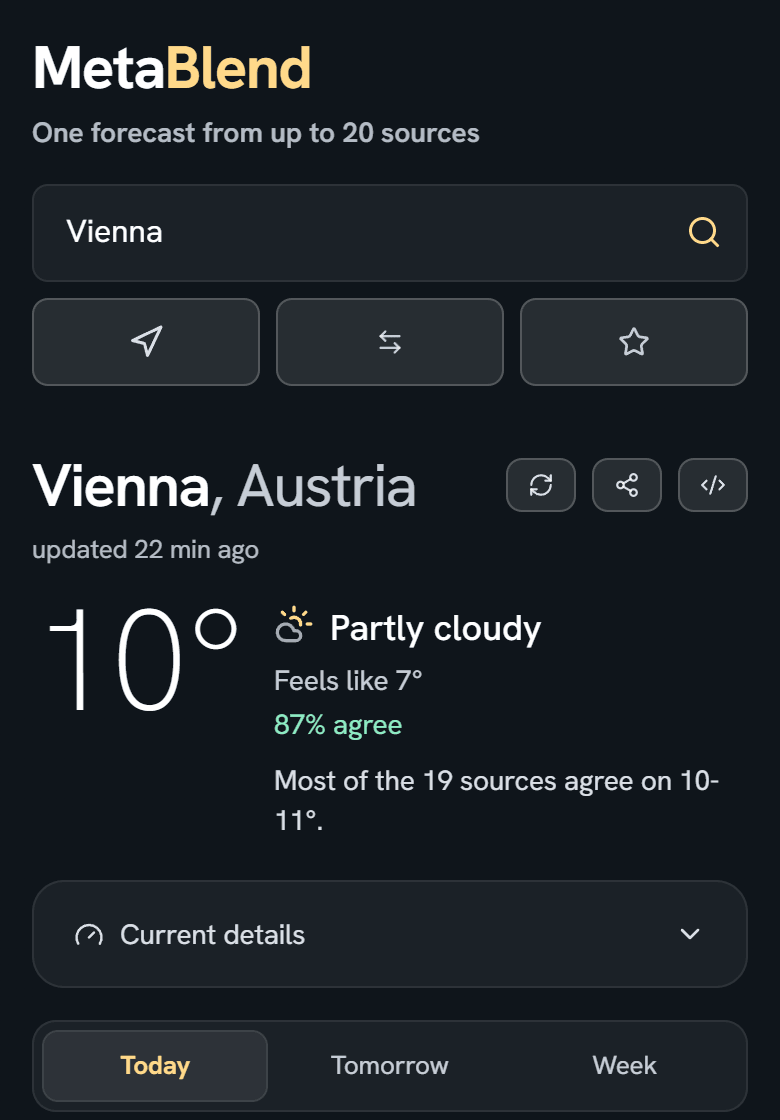 MetaBlend
One forecast from up to 20 sources
Vienna
Vienna, Austria
updated 22 min ago
10°
Partly cloudy
Feels like 7°
87% agree
Most of the 19 sources agree on 10-
11°.
Current details
Today Tomorrow Week